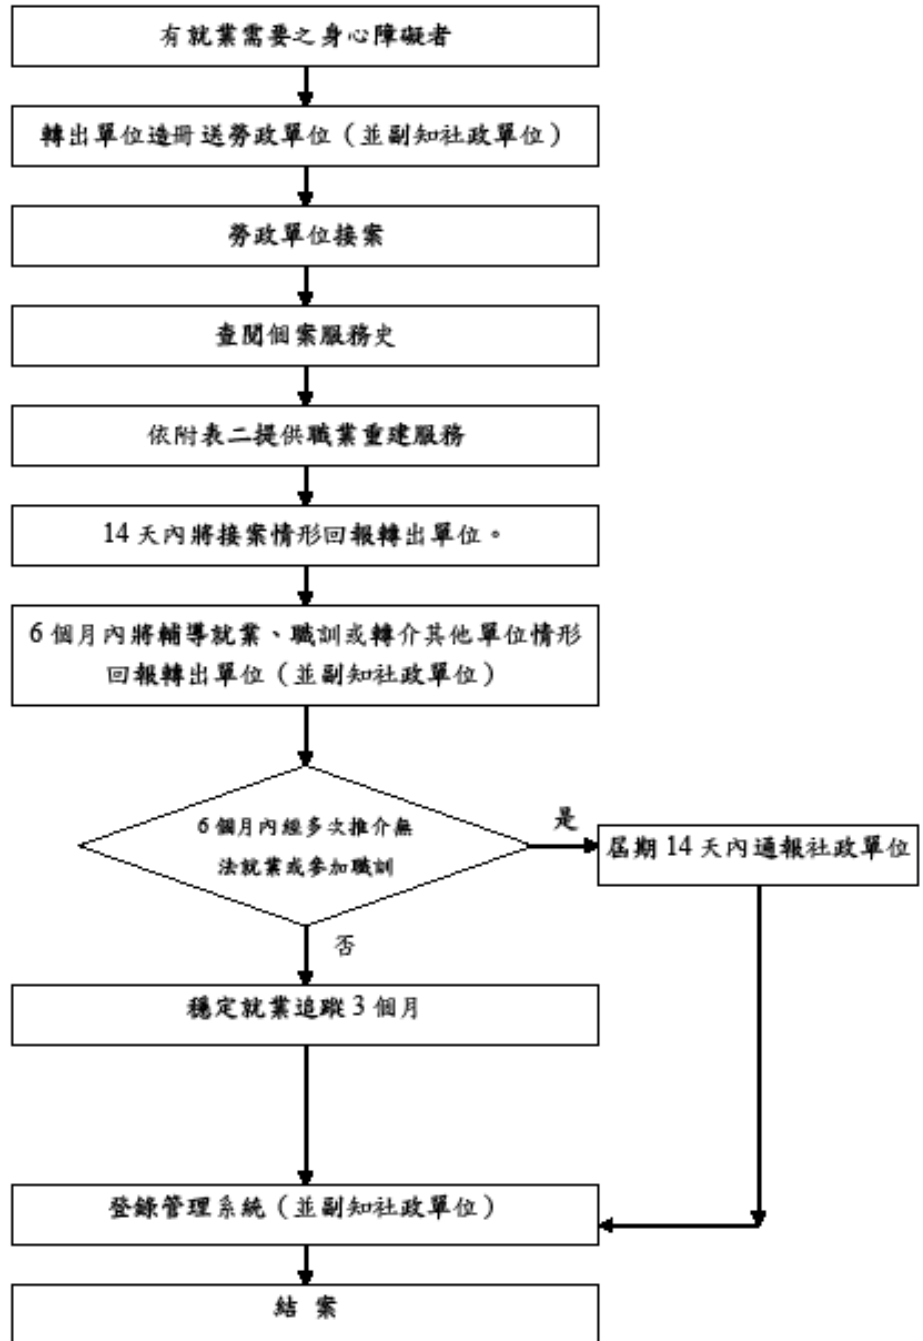 有就業需要之身心障礙者
轉出單位造冊送勞政單位（並副知社政單位）
勞政單位接案
查閱個案服務史
依附表二提供職業重建服務
14 天內將接案情形回報轉出單位。
6 個月內將輔導就業、職訓或轉介其他單位情形
回報轉出單位（並副知社政單位）
6 個月內經多次推介無
法就業或參加職訓
是
屆期 14 天內通報社政單位
否
穩定就業追蹤 3 個月
登錄管理系統（並副知社政單位）
結 案